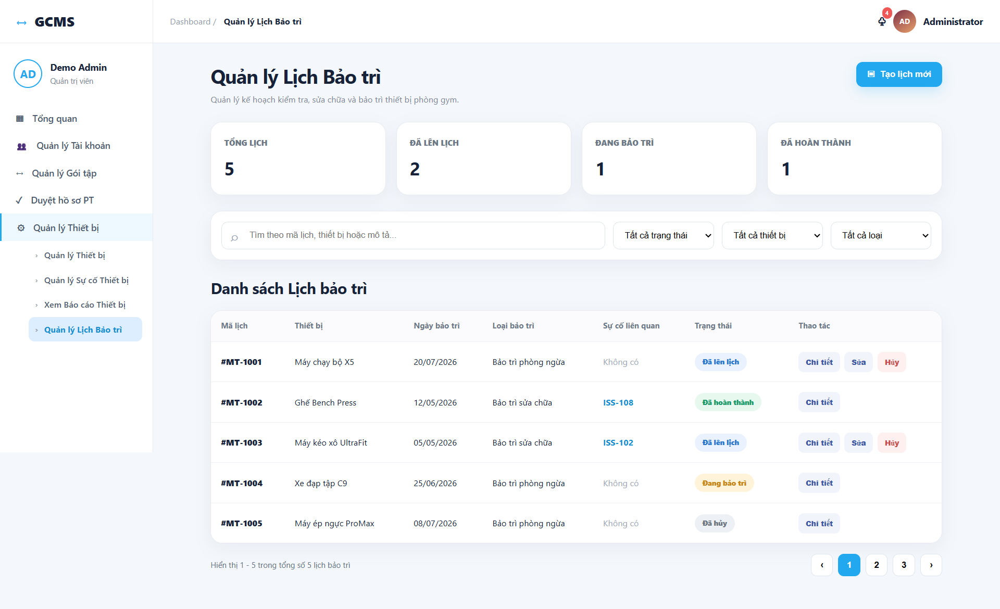 GCMS
Dashboard / Quản lý Lịch Bảo trì
4
AD
Administrator
AD
Demo Admin
Quản trị viên
Tổng quan
Quản lý Tài khoản
Quản lý Gói tập
Duyệt hồ sơ PT
Quản lý Thiết bị
› Quản lý Thiết bị
› Quản lý Sự cố Thiết bị
› Xem Báo cáo Thiết bị
› Quản lý Lịch Bảo trì
Quản lý Lịch Bảo trì
Quản lý kế hoạch kiểm tra, sửa chữa và bảo trì thiết bị phòng gym.
Tạo lịch mới
TỔNG LỊCH
5
ĐÃ LÊN LỊCH
2
ĐANG BẢO TRÌ
1
ĐÃ HOÀN THÀNH
1
Tìm theo mã lịch, thiết bị hoặc mô tả...
Tất cả trạng thái
Tất cả thiết bị
Tất cả loại
Danh sách Lịch bảo trì
Mã lịch Thiết bị Ngày bảo trì Loại bảo trì Sự cố liên quan Trạng thái Thao tác
#MT-1001 Máy chạy bộ X5 20/07/2026 Bảo trì phòng ngừa Không có Đã lên lịch Chi tiết Sửa Hủy
#MT-1002 Ghế Bench Press 12/05/2026 Bảo trì sửa chữa ISS-108 Đã hoàn thành Chi tiết
#MT-1003 Máy kéo xô UltraFit 05/05/2026 Bảo trì sửa chữa ISS-102 Đã lên lịch Chi tiết Sửa Hủy
#MT-1004 Xe đạp tập C9 25/06/2026 Bảo trì phòng ngừa Không có Đang bảo trì Chi tiết
#MT-1005 Máy ép ngực ProMax 08/07/2026 Bảo trì phòng ngừa Không có Đã hủy Chi tiết
Hiển thị 1 - 5 trong tổng số 5 lịch bảo trì
‹ 1 2 3 ›